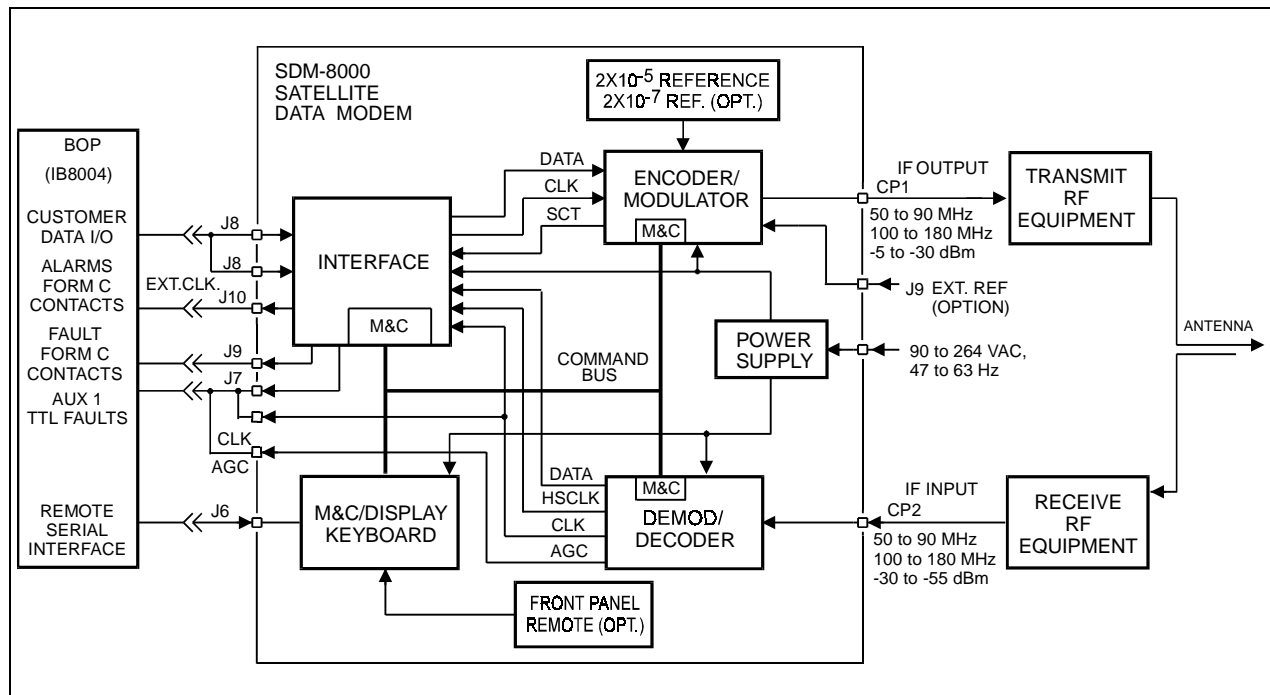 SDM-8000
SATELLITE
DATA MODEM
2X10-5 REFERENCE
2X10-7 REF. (OPT.)
BOP
(IB8004)
CUSTOMER
DATA I/O
ALARMS
FORM C
CONTACTS
FAULT
FORM C
CONTACTS
AUX 1
TTL FAULTS
REMOTE
SERIAL
INTERFACE
J8
J8
EXT.CLK.
J10
J9
J7
CLK
AGC
J6
INTERFACE
M&C
DATA
CLK
SCT
ENCODER/
MODULATOR
M&C
COMMAND
BUS
POWER
SUPPLY
M&C/DISPLAY
KEYBOARD
DATA
HSCLK
CLK
AGC
M&C
DEMOD/
DECODER
FRONT PANEL
REMOTE (OPT.)
IF OUTPUT
CP1
50 to 90 MHz
100 to 180 MHz
-5 to -30 dBm
J9 EXT. REF
(OPTION)
90 to 264 VAC,
47 to 63 Hz
IF INPUT
CP2
50 to 90 MHz
100 to 180 MHz
-30 to -55 dBm
TRANSMIT
RF
EQUIPMENT
ANTENNA
RECEIVE
RF
EQUIPMENT